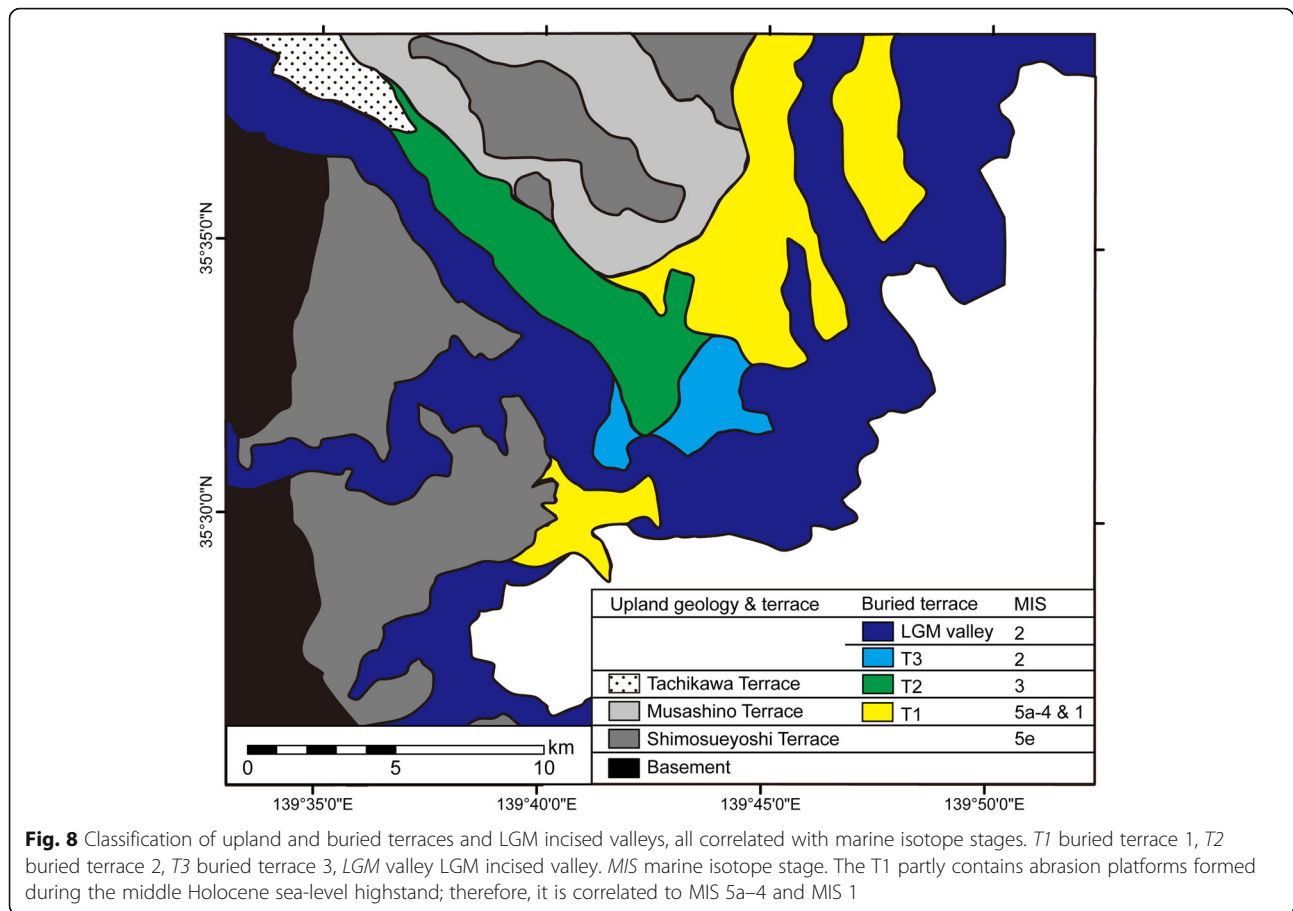 35°35'0"N
35°30'0"N
Upland geology & terrace Buried terrace MIS
LGM valley 2
T3 2
Tachikawa Terrace T2 3
Musashino Terrace T1 5a-4 & 1
Shimosueyoshi Terrace 5e
Basement
km
0 5 10
139°35'0"E 139°40'0"E 139°45'0"E 139°50'0"E
Fig. 8 Classification of upland and buried terraces and LGM incised valleys, all correlated with marine isotope stages. T1 buried terrace 1, T2
buried terrace 2, T3 buried terrace 3, LGM valley LGM incised valley. MIS marine isotope stage. The T1 partly contains abrasion platforms formed
during the middle Holocene sea-level highstand; therefore, it is correlated to MIS 5a–4 and MIS 1